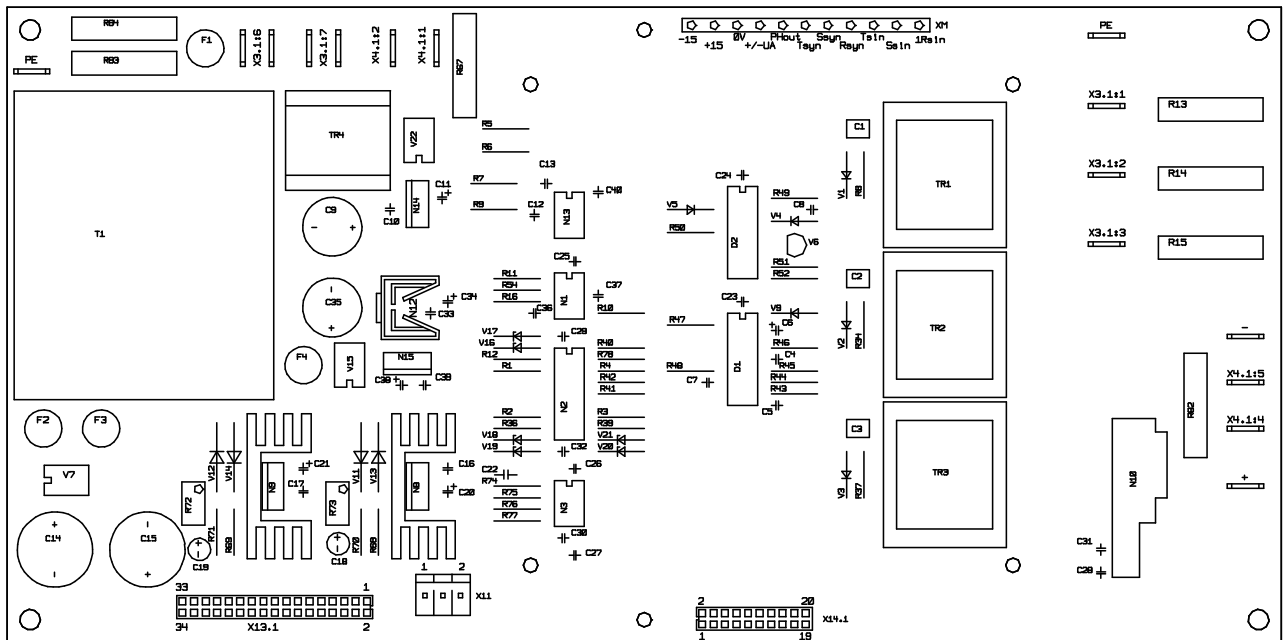 R84
R83
F1
X3.1:6
X3.1:7
X4.1:2
X4.1:1
R67
PE
XM
-15
+15
0V
+/-UA
PHout
Tsyn
Ssyn
Rsyn
Tsin
Ssin
1Rsin
PE
T1
TR4
V22
R5
R6
R7
R9
C13
C12
C40
N13
C11
C10
N14
C9
- +
C24
V5
R50
D2
R49
C8
V4
V6
R51
R52
C1
V1
R8
TR1
X3.1:1
R13
X3.1:2
R14
X3.1:3
R15
C25
R11
R54
R16
N1
C37
C36
R10
C35
-
+
N12
C34
C33
C23
R47
R48
D1
V9
C6
R46
C4
R45
R44
R43
C7
C5
C2
V2
R34
TR2
V17
V16
R12
R1
C29
R40
R78
R4
R42
R41
N2
F4
V15
N15
C38
C39
R2
R36
V18
V19
R3
R39
V21
V20
C32
C26
F2
F3
V7
V12
V14
N9
C21
C17
V11
V13
N8
C16
C20
C22
R74
R75
R76
R77
N3
C30
C27
R72
R71
R69
C19
R73
R70
R68
C18
C14
+
-
C15
-
+
C3
V3
R37
TR3
-
X4.1:5
X4.1:4
+
R82
N10
C31
C28
33 1
34 X13.1 2
1 2
X11
2 20
X14.1
1 19